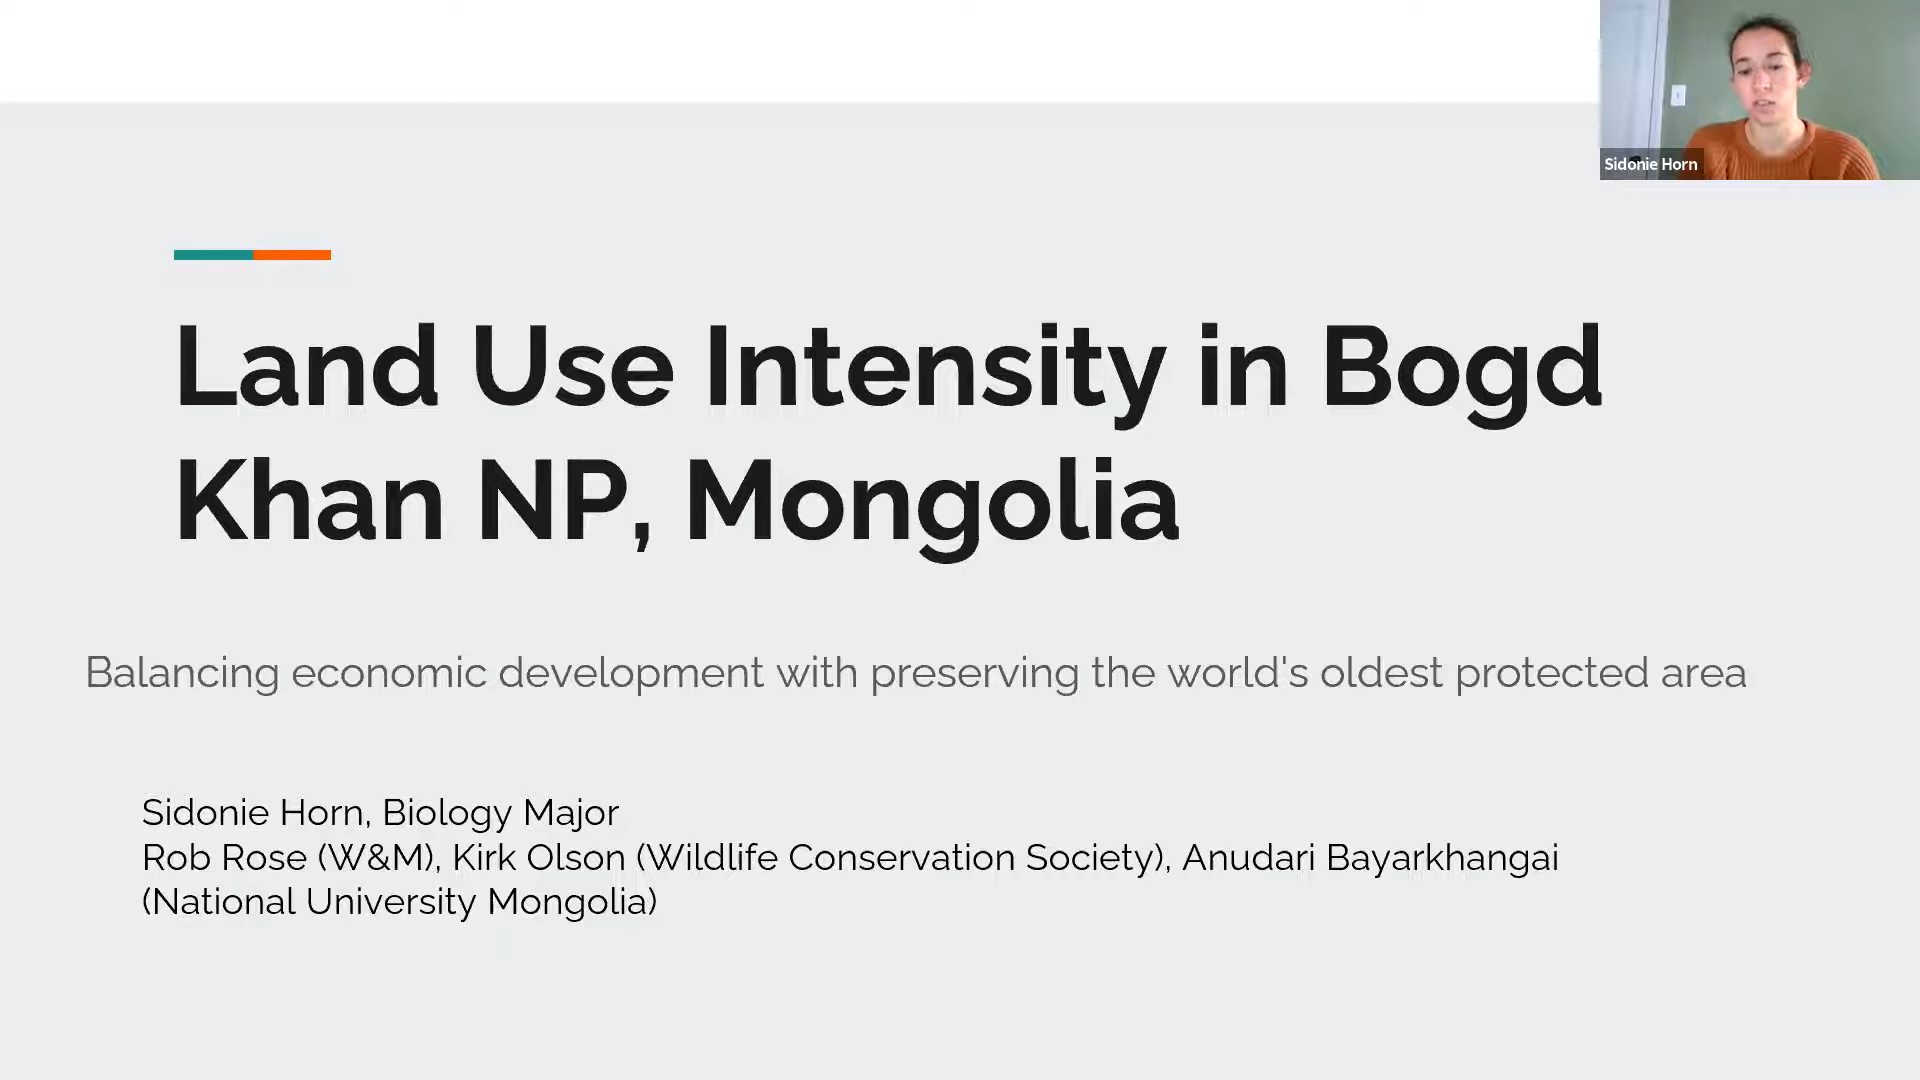 Sidonie Horn
Land Use Intensity in Bogd
Khan NP, Mongolia
Balancing economic development with preserving the world's oldest protected area
Sidonie Horn, Biology Major
Rob Rose (W&M), Kirk Olson (Wildlife Conservation Society), Anudari Bayarkhangai
(National University Mongolia)